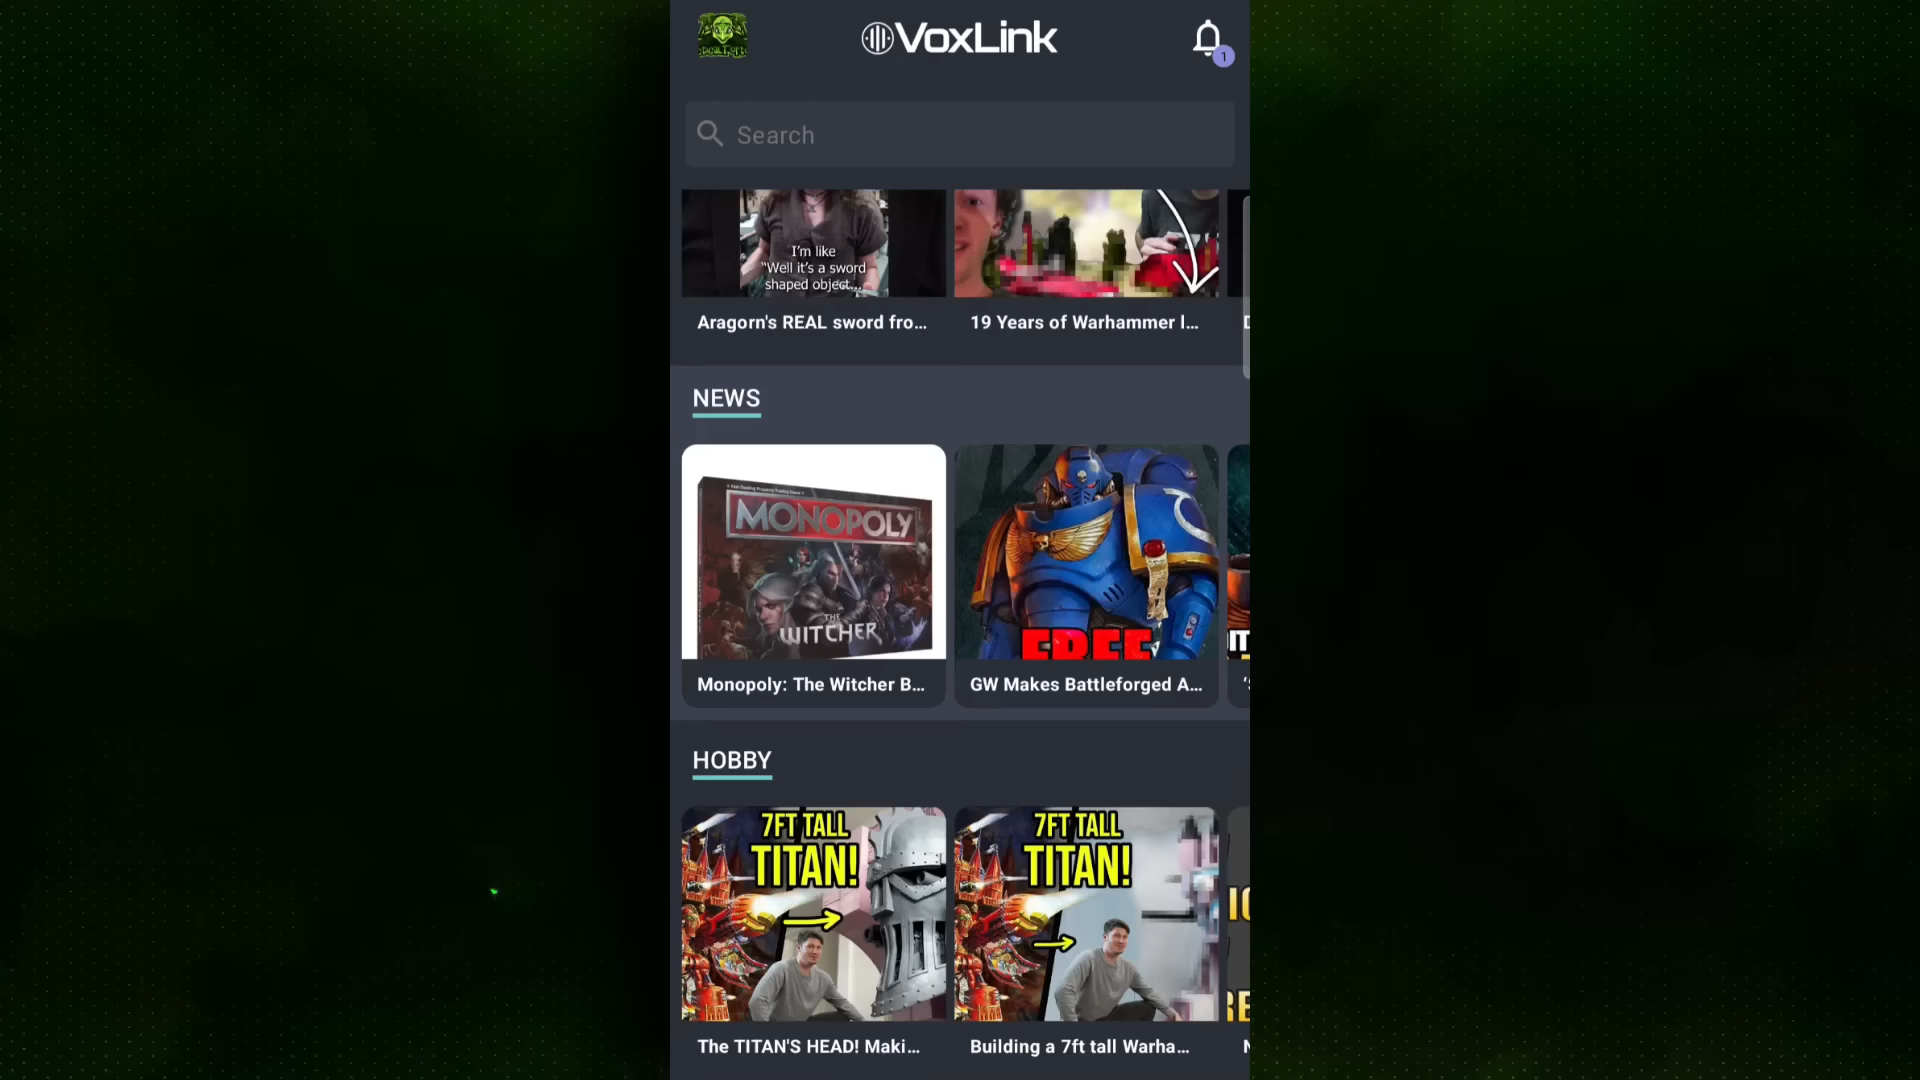 VoxLink
1
Search
I'm like
"Well it's a sword
shaped object...
Aragorn's REAL sword fro...
19 Years of Warhammer l...
NEWS
MONOPOLY
THE
WITCHER
FREE
Monopoly: The Witcher B...
GW Makes Battleforged A...
HOBBY
7FT TALL
TITAN!
7FT TALL
TITAN!
The TITAN'S HEAD! Maki...
Building a 7ft tall Warha...